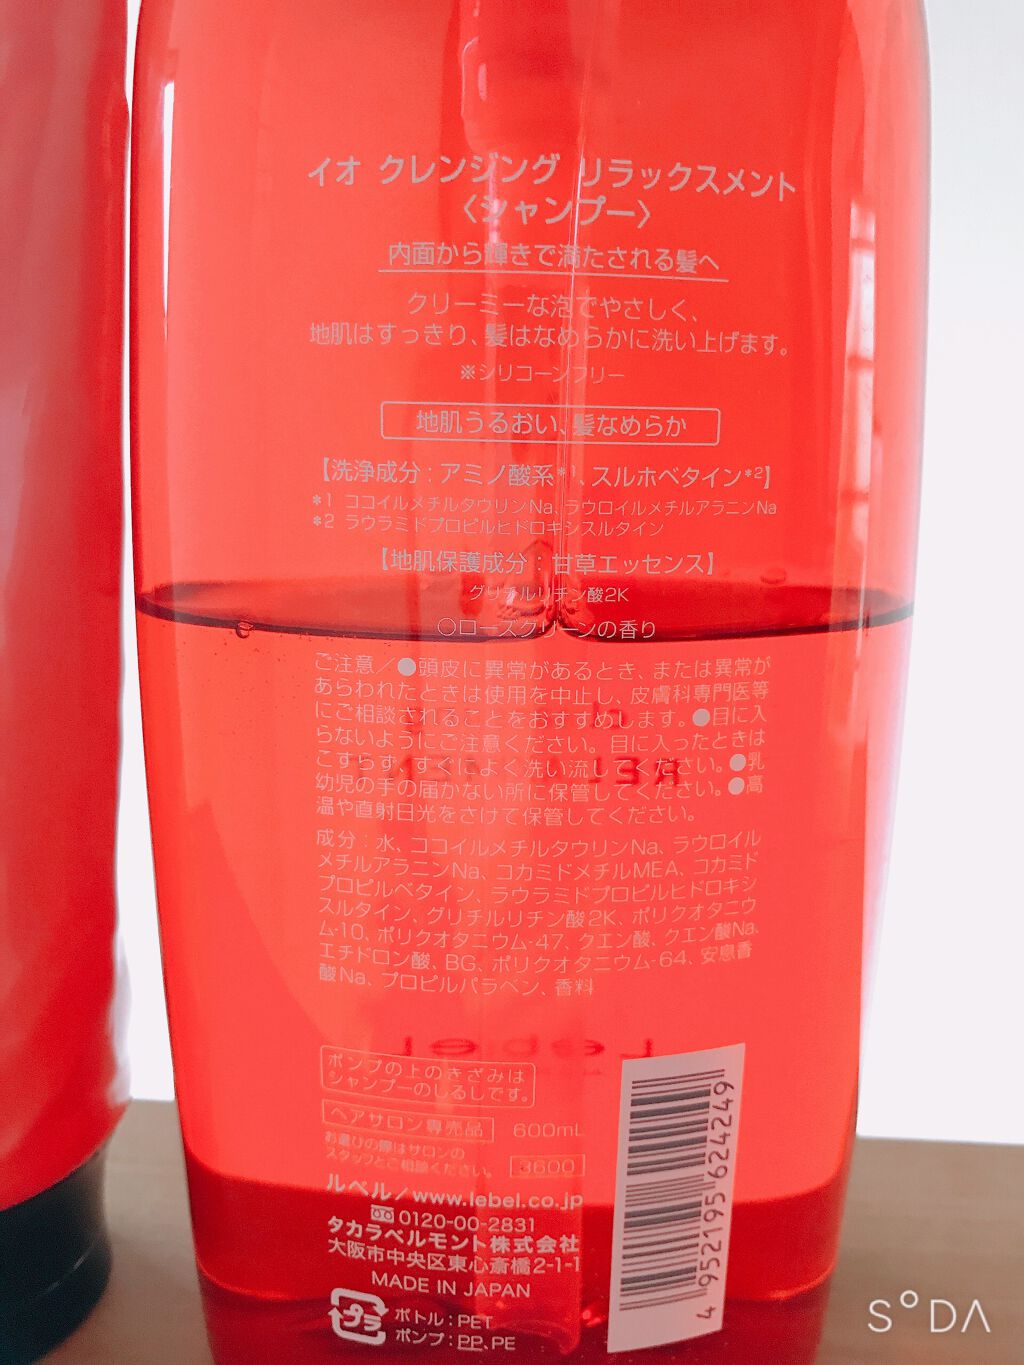 イオ クレンジング リラックスメント
〈シャンプー〉
内面から輝きで満たされる髪へ
クリーミーな泡でやさしく、
地肌はすっきり、髪はなめらかに洗い上げます。
※シリコーンフリー
地肌うるおい、髪なめらか
【洗浄成分：アミノ酸系*1、スルホベタイン*2】
*1 ココイルメチルタウリンNa、ラウロイルメチルアラニンNa
*2 ラウラミドプロピルヒドロキシスルタイン
【地肌保護成分：甘草エッセンス】
グリチルリチン酸2K
○ローズグリーンの香り
ご注意／●頭皮に異常があるとき、または異常が
あらわれたときは使用を中止し、皮膚科専門医等
にご相談されることをおすすめします。●目に入
らないようにご注意ください。目に入ったときは
こすらず、すぐによく洗い流してください。●乳
幼児の手の届かない所に保管してください。●高
温や直射日光をさけて保管してください。
成分：水、ココイルメチルタウリンNa、ラウロイル
メチルアラニンNa、コカミドメチルMEA、コカミド
プロピルベタイン、ラウラミドプロピルヒドロキシ
スルタイン、グリチルリチン酸2K、ポリクオタニウ
ム-10、ポリクオタニウム-47、クエン酸、クエン酸Na、
エチドロン酸、BG、ポリクオタニウム-64、安息香
酸Na、プロピルパラベン、香料
Lebel
ポンプの上のきざみは
シャンプーのしるしです。
ヘアサロン専売品 600mL
お選びの際はサロンの
スタッフとご相談ください。 3600
ルベル／www.lebel.co.jp
0120-00-2831
タカラベルモント株式会社
大阪市中央区東心斎橋2-1-1
MADE IN JAPAN
プラ
ボトル：PET
ポンプ：PP、PE
4 952195 624249
SODA